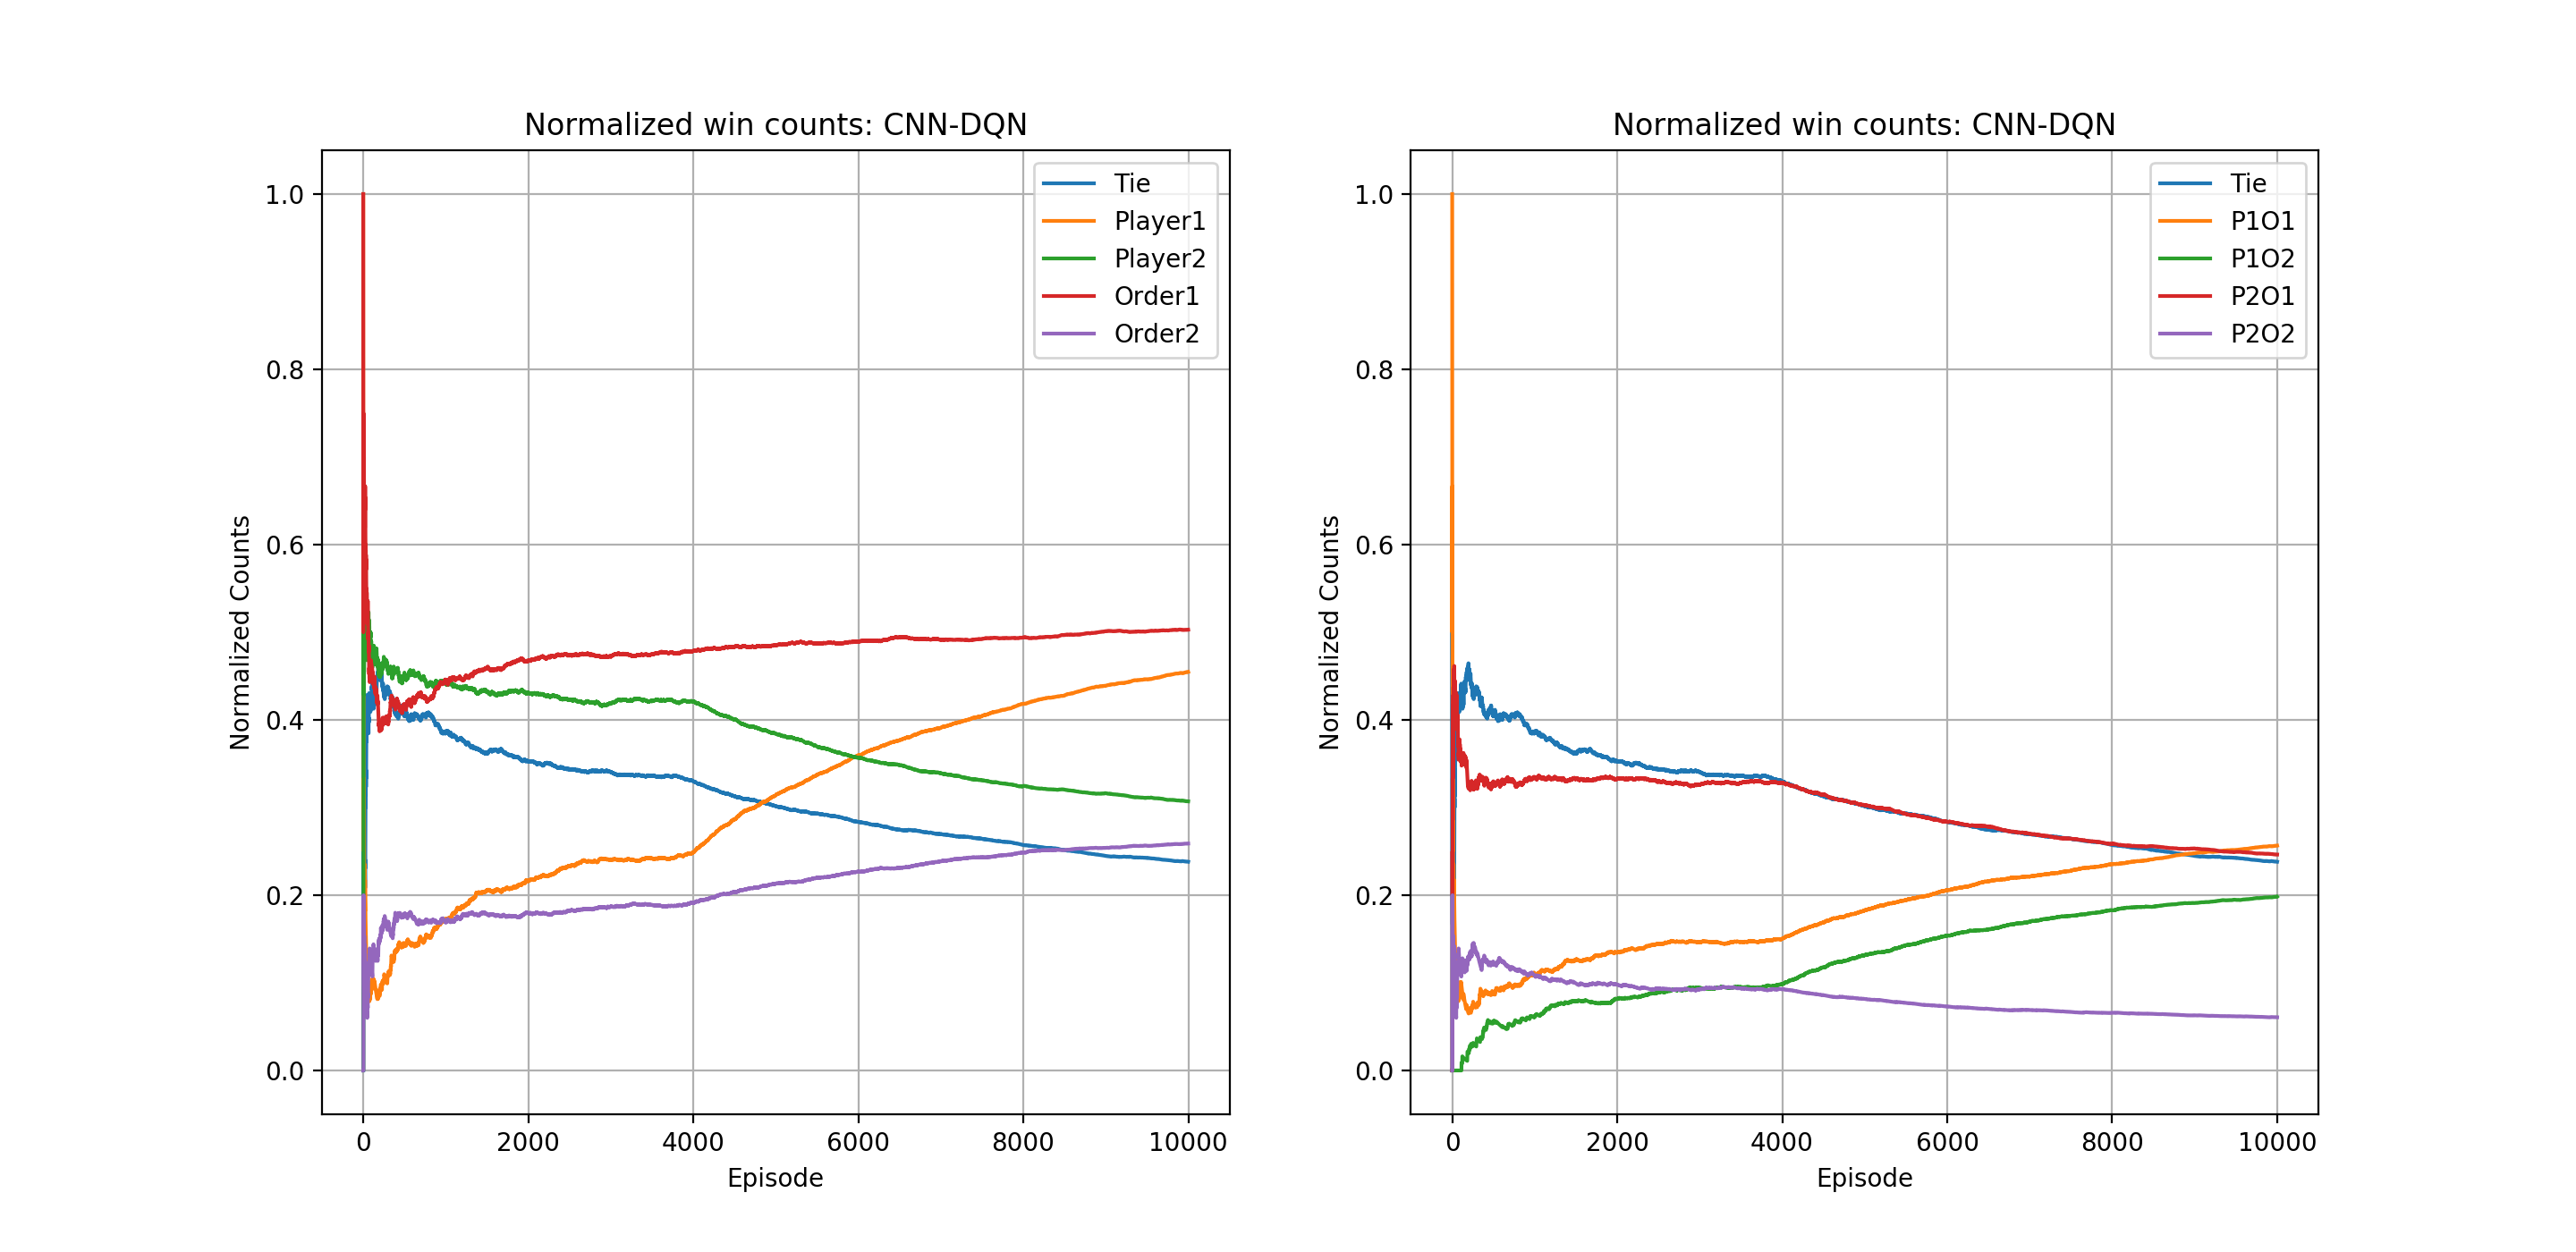 Normalized win counts: CNN-DQN
1.0
0.8
0.6
0.4
0.2
0.0
Normalized Counts
0 2000 4000 6000 8000 10000
Episode
Tie
Player1
Player2
Order1
Order2
Normalized win counts: CNN-DQN
1.0
0.8
0.6
0.4
0.2
0.0
Normalized Counts
0 2000 4000 6000 8000 10000
Episode
Tie
P1O1
P1O2
P2O1
P2O2